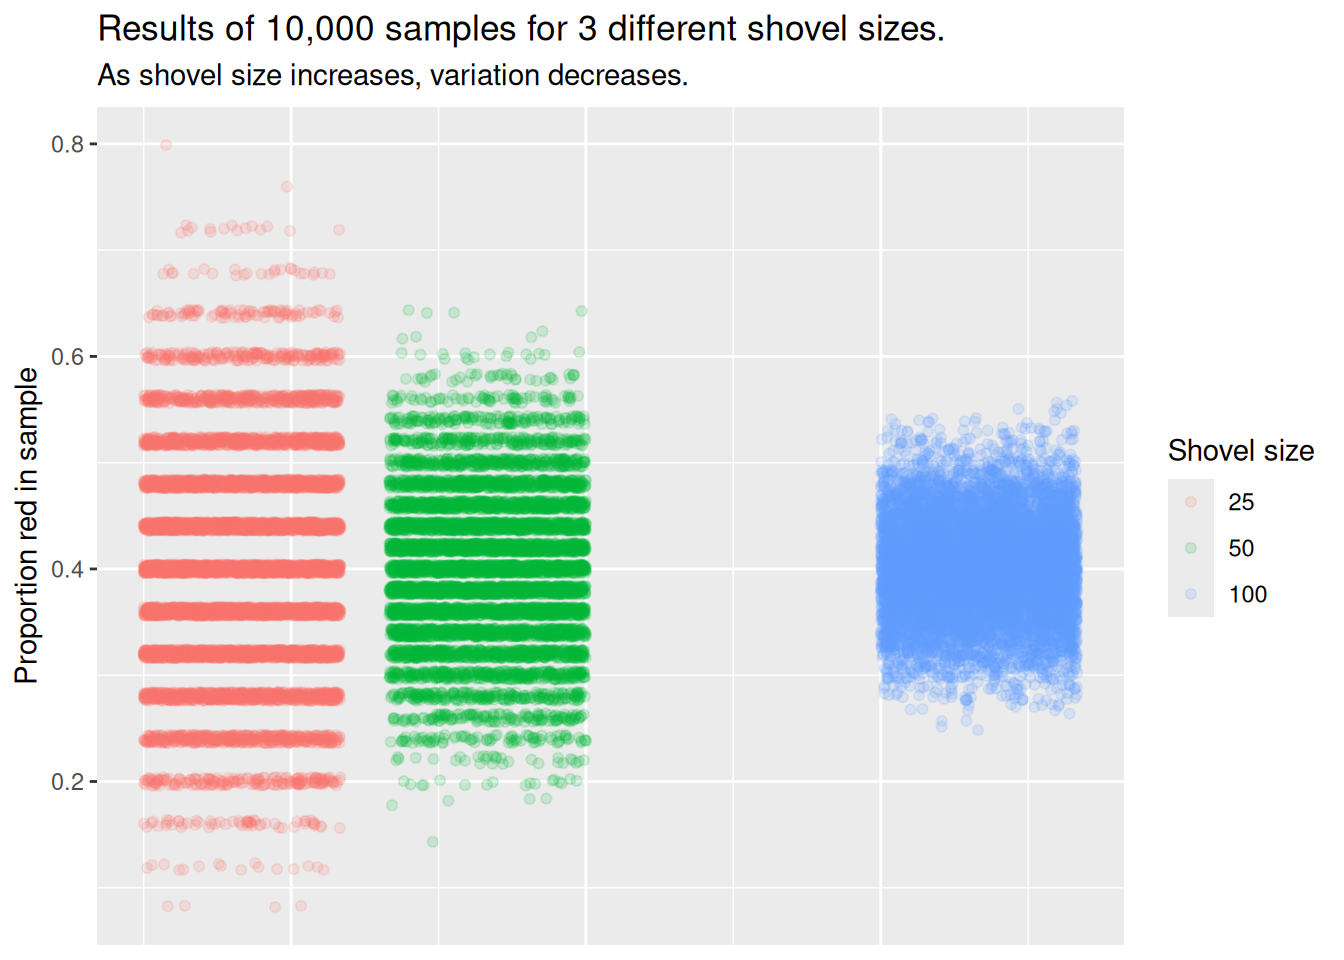 Results of 10,000 samples for 3 different shovel sizes.
As shovel size increases, variation decreases.
0.8
0.6
0.4
0.2
Proportion red in sample
Shovel size
25
50
100